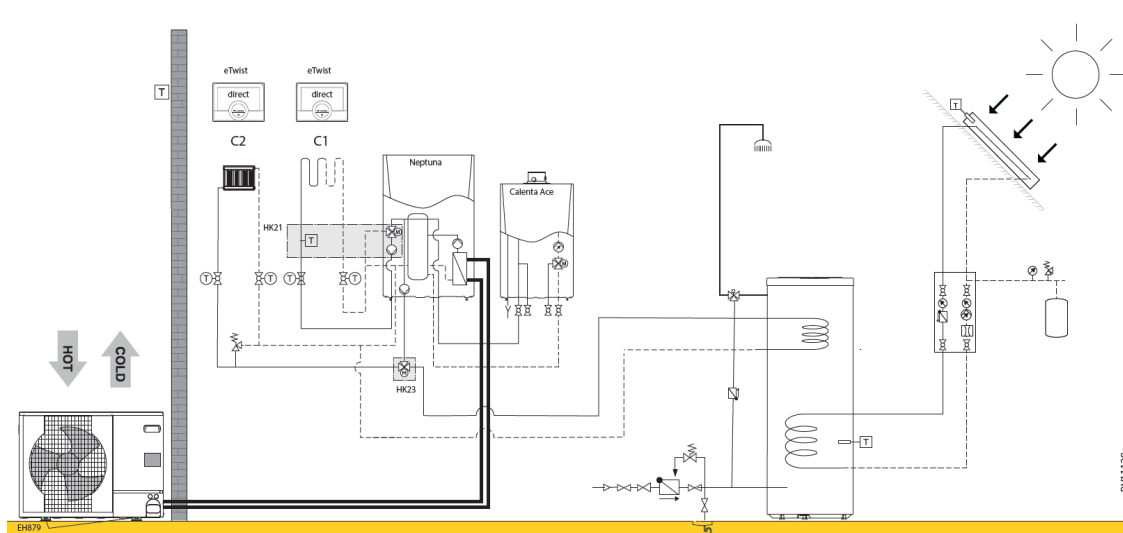 eTwist
eTwist
direct
direct
C2
C1
T
Neptuna
Calenta Ace
T
HK21
T
M
M
T
T
T
T
HOT
COLD
M
HK23
T
EH879